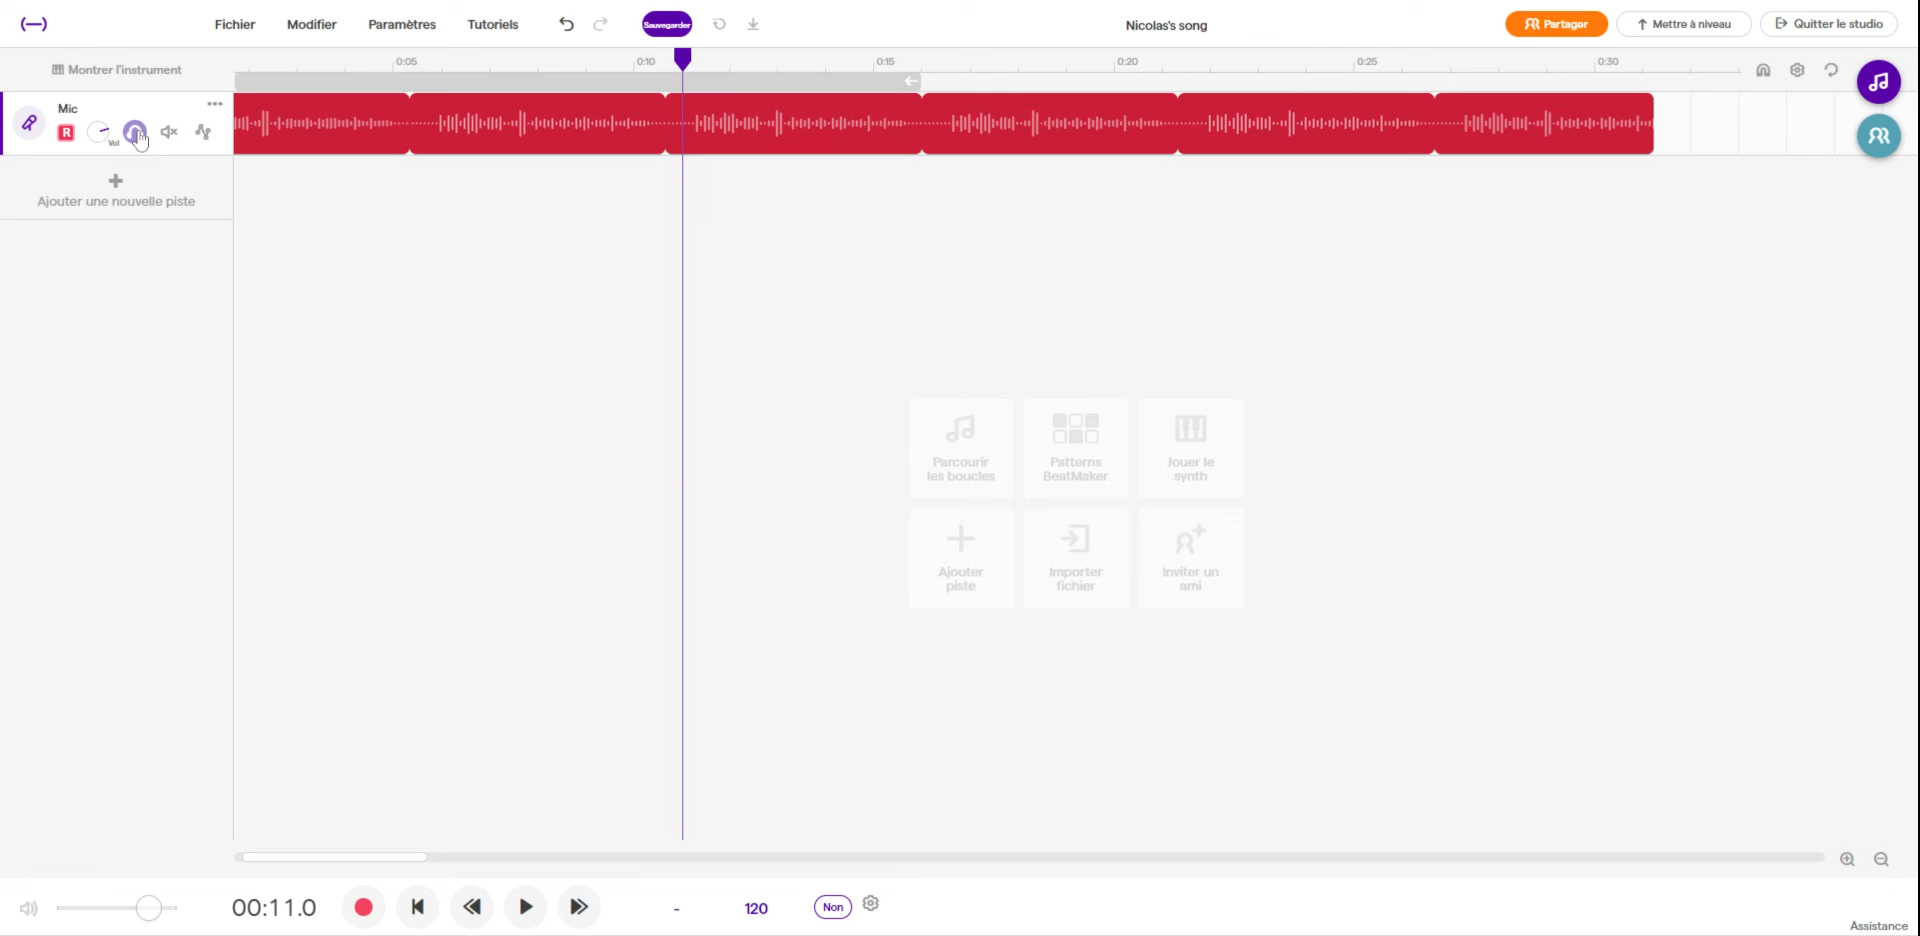 Fichier Modifier Paramètres Tutoriels Sauvegarder Nicolas's song Partager Mettre à niveau Quitter le studio
Montrer l'instrument 0:05 0:10 0:15 0:20 0:25 0:30
Mic
R Vol
Ajouter une nouvelle piste
Parcourir
les boucles
Patterns
BeatMaker
Jouer le
synth
Ajouter
piste
Importer
fichier
Inviter un
ami
00:11.0 - 120 Non
Assistance